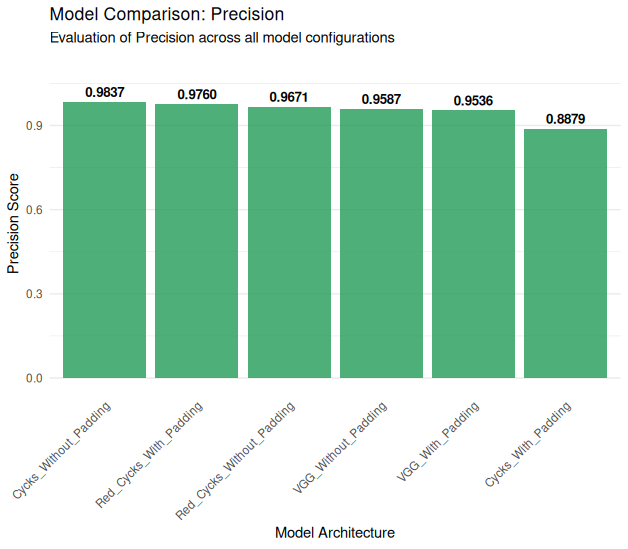 Model Comparison: Precision
Evaluation of Precision across all model configurations
0.9837
0.9760
0.9671
0.9587
0.9536
0.8879
Precision Score
0.9
0.6
0.3
0.0
Cycks_Without_Padding
Red_Cycks_With_Padding
Red_Cycks_Without_Padding
VGG_Without_Padding
VGG_With_Padding
Cycks_With_Padding
Model Architecture